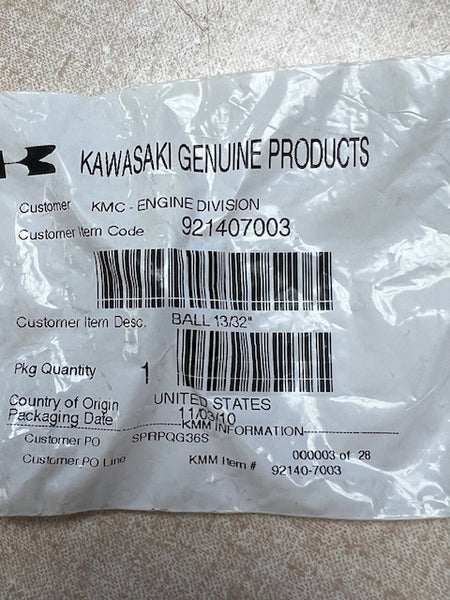 KAWASAKI GENUINE PRODUCTS
Customer KMC - ENGINE DIVISION
Customer Item Code 921407003
Customer Item Desc. BALL 13/32"
Pkg Quantity 1
Country of Origin UNITED STATES
Packaging Date 11/03/10
KMM INFORMATION
Customer PO SPRPQG36S 000003 of 28
Customer PO Line KMM Item # 92140-7003